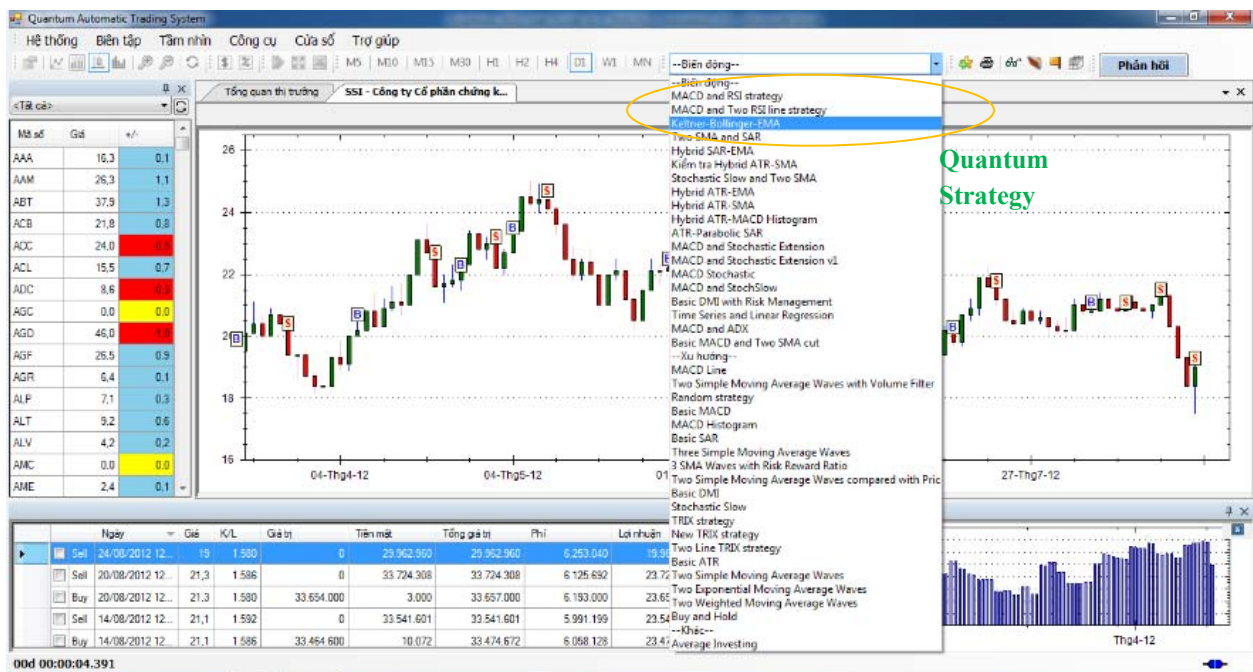 Quantum Automatic Trading System
Hệ thống Biên tập Tầm nhìn Công cụ Cửa sổ Trợ giúp
M5 M10 M15 M30 H1 H2 H4 D1 W1 MN --Biến động-- Phản hồi
Tổng quan thị trường SSI - Công ty Cổ phần chứng k...
<Tất cả>
Mã số Giá +/-
AAA 16,3 0.1
AAM 26,3 1,1
ABT 37,9 1.3
ACB 21,8 0,8
ACC 24,0
ACL 15,5 0.7
ADC 8,6
AGC 0.0 0.0
AGD 46,0
AGF 26,5 0.9
AGR 6,4 0.1
ALP 7,1 0.3
ALT 9,2 0.6
ALV 4,2 0,2
AMC 0.0 0.0
AME 2,4 0.1
26
24
22
20
18
16
04-Thg4-12 04-Thg5-12 01 27-Thg7-12
B S B S B S B S B B S B S S S
--Biến động--
MACD and RSI strategy
MACD and Two RSI line strategy
Keltner-Bollinger-EMA
Two SMA and SAR
Hybrid SAR-EMA
Kiểm tra Hybrid ATR-SMA
Stochastic Slow and Two SMA
Hybrid ATR-EMA
Hybrid ATR-SMA
Hybrid ATR-MACD Histogram
ATR-Parabolic SAR
MACD and Stochastic Extension
MACD and Stochastic Extension v1
MACD Stochastic
MACD and StochSlow
Basic DMI with Risk Management
Time Series and Linear Regression
MACD and ADX
Basic MACD and Two SMA cut
--Xu hướng--
MACD Line
Two Simple Moving Average Waves with Volume Filter
Random strategy
Basic MACD
MACD Histogram
Basic SAR
Three Simple Moving Average Waves
3 SMA Waves with Risk Reward Ratio
Two Simple Moving Average Waves compared with Pric
Basic DMI
Stochastic Slow
TRIX strategy
New TRIX strategy
Two Line TRIX strategy
Basic ATR
Two Simple Moving Average Waves
Two Exponential Moving Average Waves
Two Weighted Moving Average Waves
Buy and Hold
--Khác--
Average Investing
Quantum
Strategy
Ngày Giá K/L Giá trị Tiền mặt Tổng giá trị Phí Lợi nhuận
Sell 24/08/2012 12... 19 1.580 0 29.962.960 29.962.960 6.253.040 19.96
Sell 20/08/2012 12... 21,3 1.586 0 33.724.308 33.724.308 6.125.692 23.72
Buy 20/08/2012 12... 21,3 1.580 33.654.000 3.000 33.657.000 6.193.000 23.65
Sell 14/08/2012 12... 21,1 1.592 0 33.541.601 33.541.601 5.991.199 23.54
Buy 14/08/2012 12... 21,1 1.586 33.464.600 10.072 33.474.672 6.058.128 23.47
Thg4-12
00d 00:00:04.391